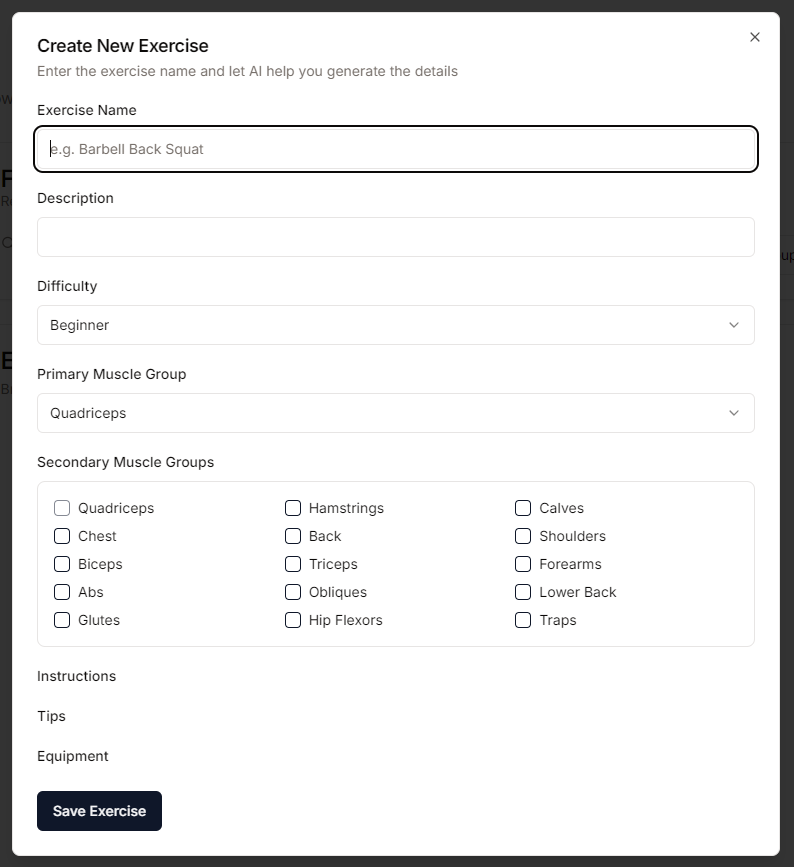 Create New Exercise
Enter the exercise name and let AI help you generate the details
Exercise Name
e.g. Barbell Back Squat
Description
Difficulty
Beginner
Primary Muscle Group
Quadriceps
Secondary Muscle Groups
Quadriceps Hamstrings Calves
Chest Back Shoulders
Biceps Triceps Forearms
Abs Obliques Lower Back
Glutes Hip Flexors Traps
Instructions
Tips
Equipment
Save Exercise